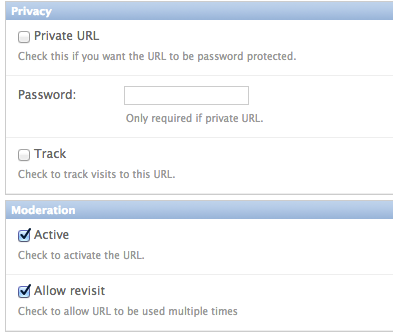 Privacy
Private URL
Check this if you want the URL to be password protected.
Password:
Only required if private URL.
Track
Check to track visits to this URL.
Moderation
Active
Check to activate the URL.
Allow revisit
Check to allow URL to be used multiple times